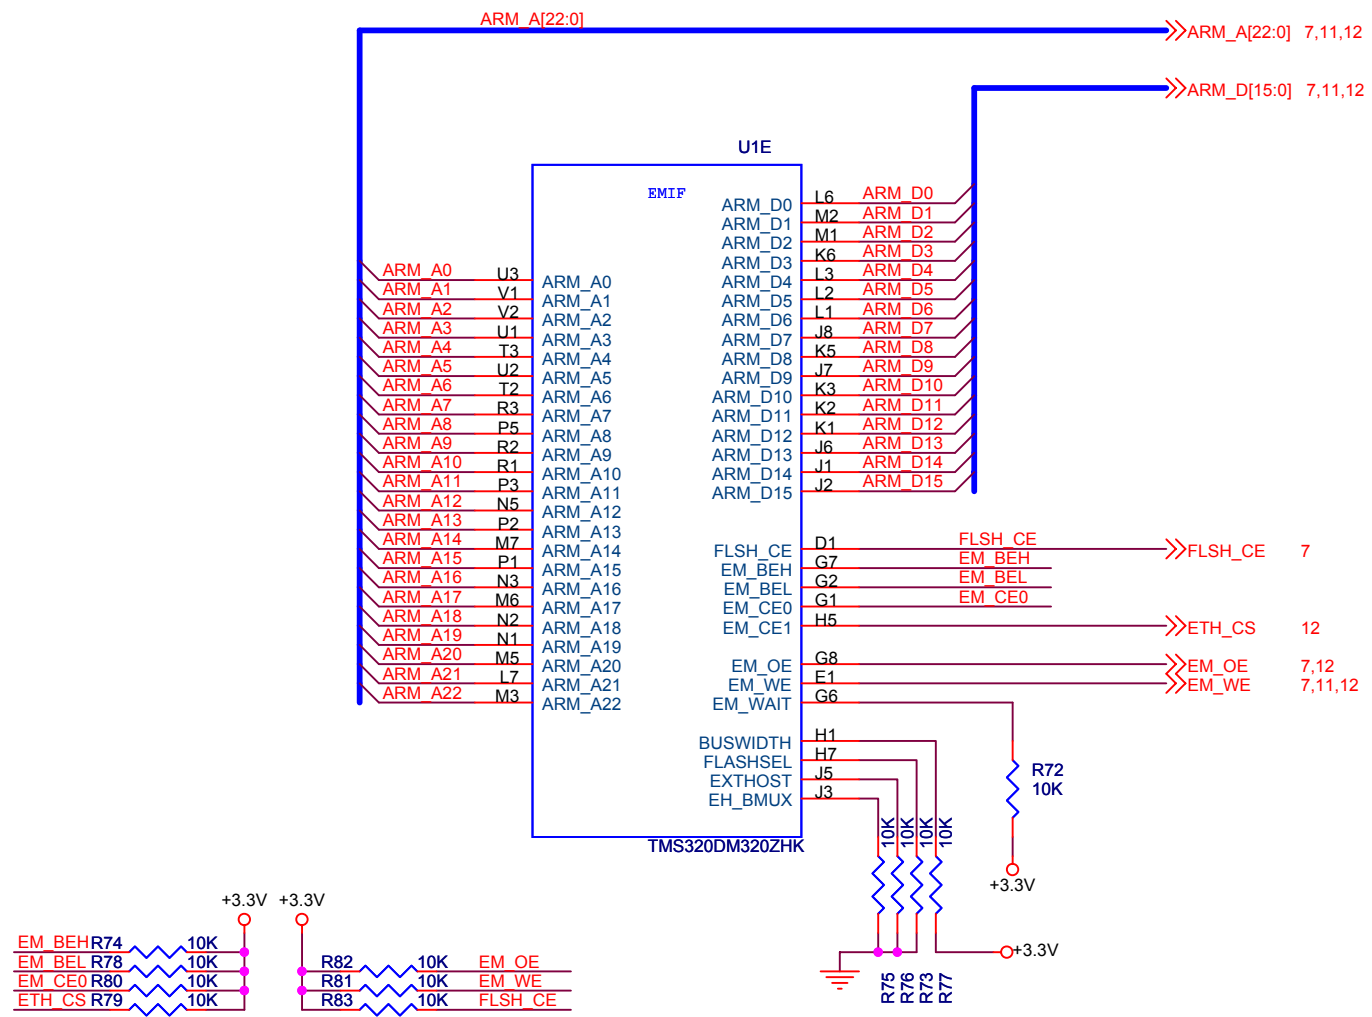 ARM_A[22:0]
ARM_A[22:0] 7,11,12
ARM_D[15:0] 7,11,12
U1E
EMIF
ARM_D0 L6 ARM_D0
ARM_D1 M2 ARM_D1
ARM_D2 M1 ARM_D2
ARM_D3 K6 ARM_D3
ARM_A0 U3 ARM_A0 ARM_D4 L3 ARM_D4
ARM_A1 V1 ARM_A1 ARM_D5 L2 ARM_D5
ARM_A2 V2 ARM_A2 ARM_D6 L1 ARM_D6
ARM_A3 U1 ARM_A3 ARM_D7 J8 ARM_D7
ARM_A4 T3 ARM_A4 ARM_D8 K5 ARM_D8
ARM_A5 U2 ARM_A5 ARM_D9 J7 ARM_D9
ARM_A6 T2 ARM_A6 ARM_D10 K3 ARM_D10
ARM_A7 R3 ARM_A7 ARM_D11 K2 ARM_D11
ARM_A8 P5 ARM_A8 ARM_D12 K1 ARM_D12
ARM_A9 R2 ARM_A9 ARM_D13 J6 ARM_D13
ARM_A10 R1 ARM_A10 ARM_D14 J1 ARM_D14
ARM_A11 P3 ARM_A11 ARM_D15 J2 ARM_D15
ARM_A12 N5 ARM_A12
ARM_A13 P2 ARM_A13
ARM_A14 M7 ARM_A14 FLSH_CE D1 FLSH_CE FLSH_CE 7
ARM_A15 P1 ARM_A15 EM_BEH G7 EM_BEH
ARM_A16 N3 ARM_A16 EM_BEL G2 EM_BEL
ARM_A17 M6 ARM_A17 EM_CE0 G1 EM_CE0
ARM_A18 N2 ARM_A18 EM_CE1 H5 ETH_CS 12
ARM_A19 N1 ARM_A19
ARM_A20 M5 ARM_A20 EM_OE G8 EM_OE 7,12
ARM_A21 L7 ARM_A21 EM_WE E1 EM_WE 7,11,12
ARM_A22 M3 ARM_A22 EM_WAIT G6
BUSWIDTH H1
FLASHSEL H7
EXTHOST J5
EH_BMUX J3
R72
10K
TMS320DM320ZHK
10K 10K 10K 10K
+3.3V
+3.3V
R75 R76 R73 R77
+3.3V +3.3V
EM_BEH R74 10K
EM_BEL R78 10K R82 10K EM_OE
EM_CE0 R80 10K R81 10K EM_WE
ETH_CS R79 10K R83 10K FLSH_CE